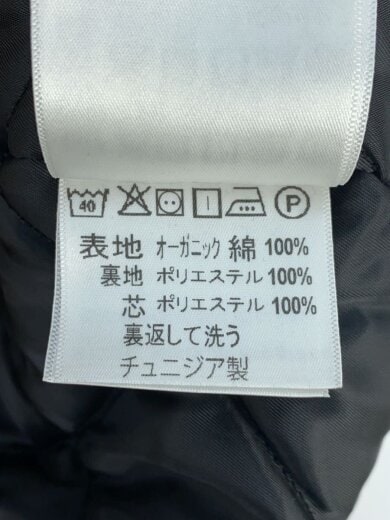 40 P
表地 オーガニック 綿 100%
裏地 ポリエステル 100%
芯 ポリエステル 100%
裏返して洗う
チュニジア製